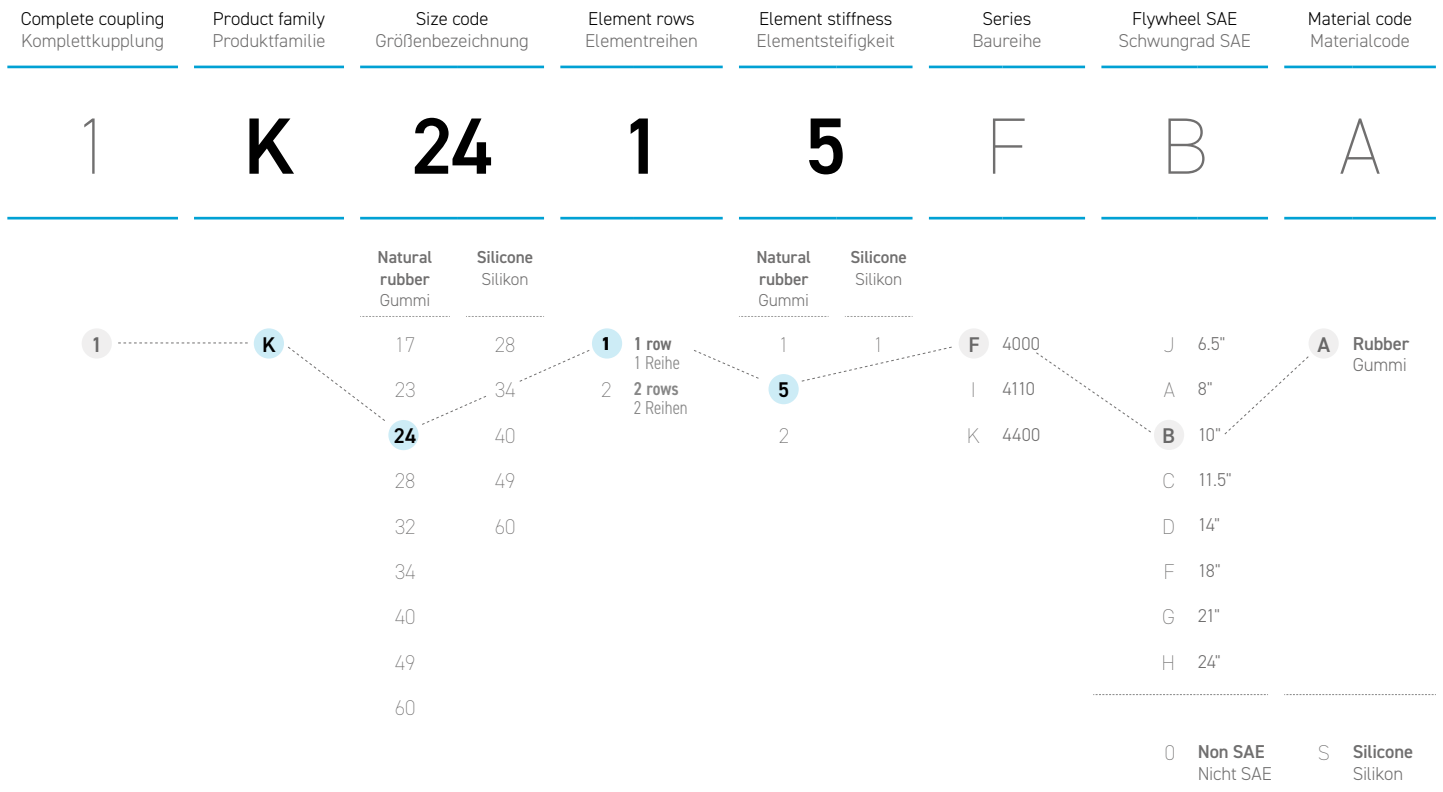 Complete coupling
Komplettkupplung
Product family
Produktfamilie
Size code
Größenbezeichnung
Element rows
Elementreihen
Element stiffness
Elementsteifigkeit
Series
Baureihe
Flywheel SAE
Schwungrad SAE
Material code
Materialcode
1 K 24 1 5 F B A
Natural
rubber
Gummi
Silicone
Silikon
Natural
rubber
Gummi
Silicone
Silikon
1
K
17
23
24
28
32
34
40
49
60
28
34
40
49
60
1 1 row
1 Reihe
2 2 rows
2 Reihen
1
5
2
1
F 4000
I 4110
K 4400
J 6.5"
A 8"
B 10"
C 11.5"
D 14"
F 18"
G 21"
H 24"
0 Non SAE
Nicht SAE
A Rubber
Gummi
S Silicone
Silikon